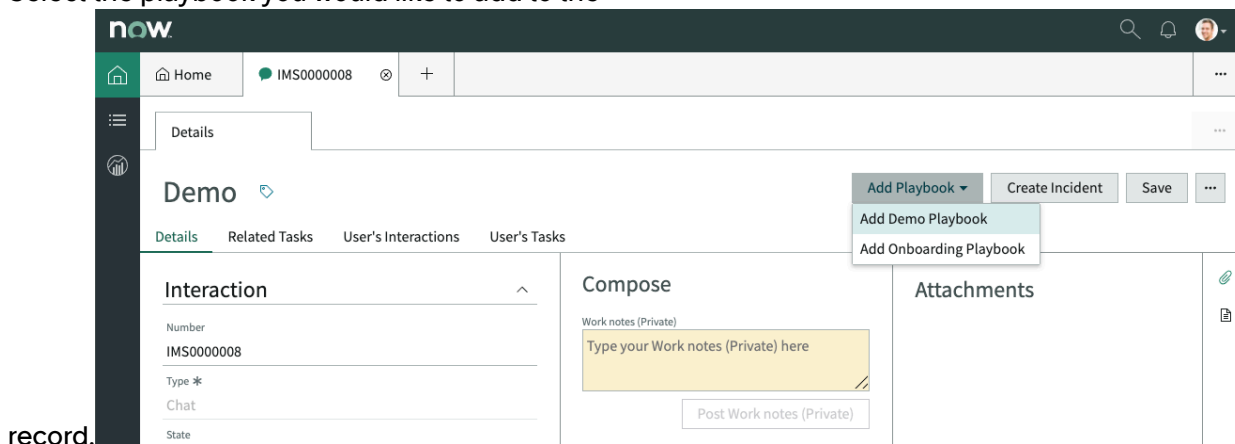 Select the playbook you would like to add to the
now.
Home
IMS0000008
Details
Demo
Add Playbook
Create Incident
Save
Add Demo Playbook
Add Onboarding Playbook
Details
Related Tasks
User's Interactions
User's Tasks
Interaction
Number
IMS0000008
Type *
Chat
State
Compose
Work notes (Private)
Type your Work notes (Private) here
Post Work notes (Private)
Attachments
record.